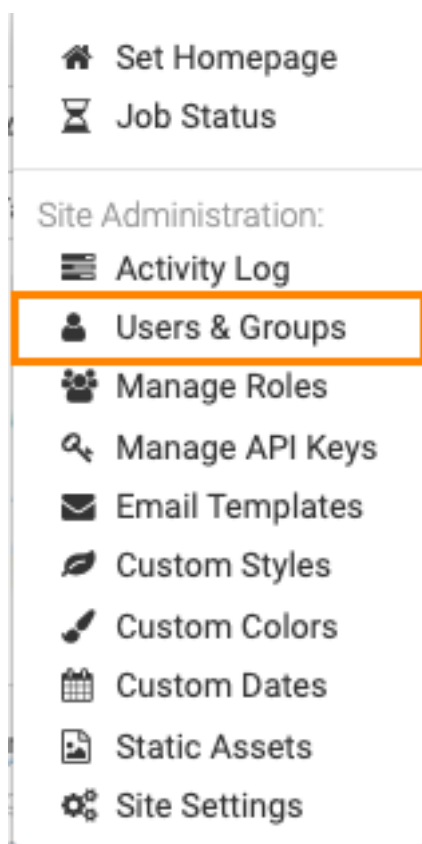 Set Homepage
Job Status
Site Administration:
Activity Log
Users & Groups
Manage Roles
Manage API Keys
Email Templates
Custom Styles
Custom Colors
Custom Dates
Static Assets
Site Settings